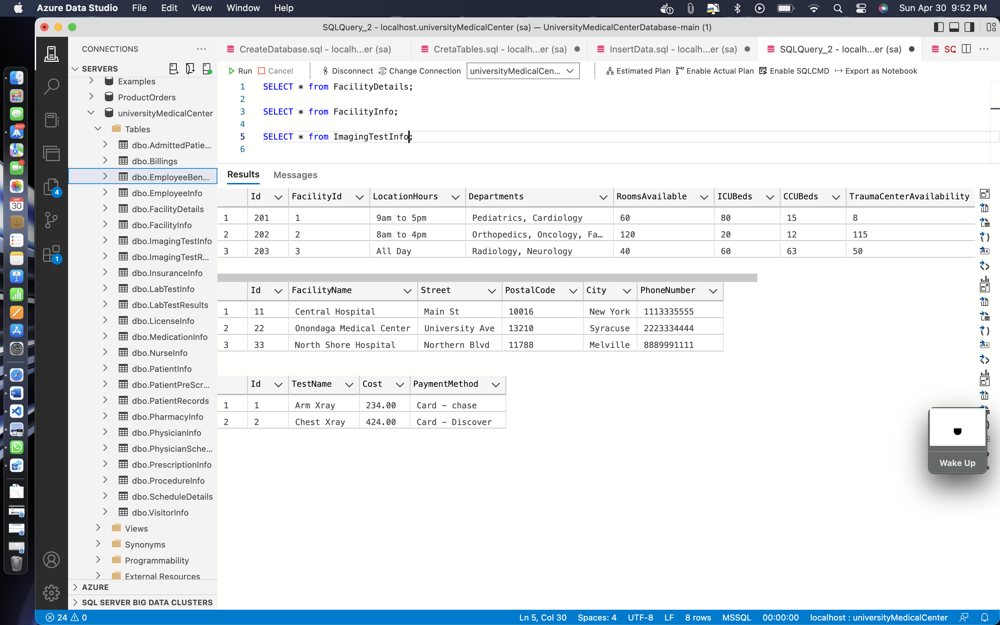 Azure Data Studio File Edit View Window Help Sun Apr 30 9:52 PM
SQLQuery_2 - localhost.universityMedicalCenter (sa) — UniversityMedicalCenterDatabase-main (1)
CONNECTIONS
CreateDatabase.sql - localh...er (sa) CretaTables.sql - localh...er (sa) InsertData.sql - localh...er (sa) SQLQuery_2 - localh...er (sa) SQ
SERVERS
Run Cancel Disconnect Change Connection universityMedicalCen... Estimated Plan Enable Actual Plan Enable SQLCMD Export as Notebook
Examples
ProductOrders
universityMedicalCenter
Tables
dbo.AdmittedPatie...
dbo.Billings
dbo.EmployeeBen...
dbo.EmployeeInfo
dbo.FacilityDetails
dbo.FacilityInfo
dbo.ImagingTestInfo
dbo.ImagingTestR...
dbo.InsuranceInfo
dbo.LabTestInfo
dbo.LabTestResults
dbo.LicenseInfo
dbo.MedicationInfo
dbo.NurseInfo
dbo.PatientInfo
dbo.PatientPreScr...
dbo.PatientRecords
dbo.PharmacyInfo
dbo.PhysicianInfo
dbo.PhysicianSche...
dbo.PrescriptionInfo
dbo.ProcedureInfo
dbo.ScheduleDetails
dbo.VisitorInfo
Views
Synonyms
Programmability
External Resources
AZURE
SQL SERVER BIG DATA CLUSTERS
1 SELECT * from FacilityDetails;
2
3 SELECT * from FacilityInfo;
4
5 SELECT * from ImagingTestInfo;
6
Results Messages
Id FacilityId LocationHours Departments RoomsAvailable ICUBeds CCUBeds TraumaCenterAvailability
1 201 1 9am to 5pm Pediatrics, Cardiology 60 80 15 8
2 202 2 8am to 4pm Orthopedics, Oncology, Fa... 120 20 12 115
3 203 3 All Day Radiology, Neurology 40 60 63 50
Id FacilityName Street PostalCode City PhoneNumber
1 11 Central Hospital Main St 10016 New York 1113335555
2 22 Onondaga Medical Center University Ave 13210 Syracuse 2223334444
3 33 North Shore Hospital Northern Blvd 11788 Melville 8889991111
Id TestName Cost PaymentMethod
1 1 Arm Xray 234.00 Card – chase
2 2 Chest Xray 424.00 Card – Discover
Wake Up
21227
1
APR
30
4
1
24 0 Ln 5, Col 30 Spaces: 4 UTF-8 LF 8 rows MSSQL 00:00:00 localhost : universityMedicalCenter